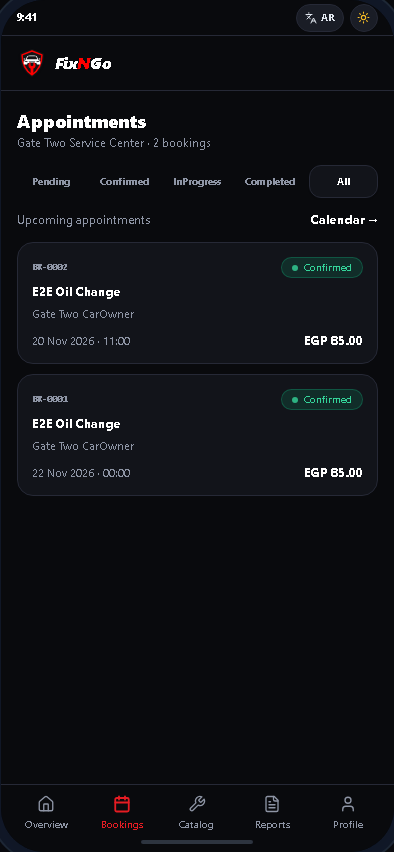 9:41
AR
FixNGo
Appointments
Gate Two Service Center · 2 bookings
Pending
Confirmed
InProgress
Completed
All
Upcoming appointments
Calendar →
BK-0002
Confirmed
E2E Oil Change
Gate Two CarOwner
20 Nov 2026 · 11:00
EGP 85.00
BK-0001
Confirmed
E2E Oil Change
Gate Two CarOwner
22 Nov 2026 · 00:00
EGP 85.00
Overview
Bookings
Catalog
Reports
Profile